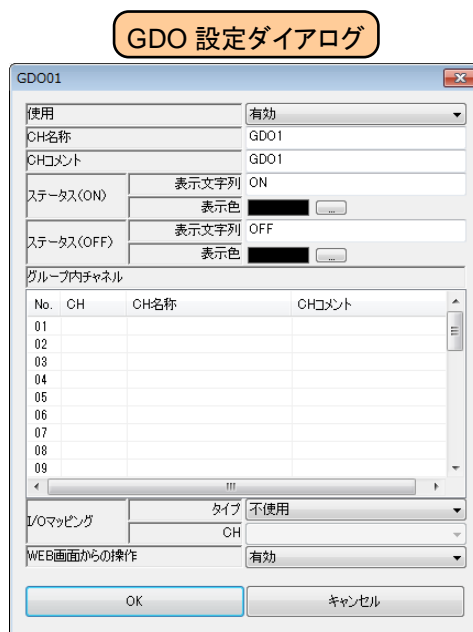 GDO 設定ダイアログ
GDO01
使用 有効
CH名称 GDO1
CHコメント GDO1
ステータス(ON) 表示文字列 ON
表示色 ...
ステータス(OFF) 表示文字列 OFF
表示色 ...
グループ内チャネル
No. CH CH名称 CHコメント
01
02
03
04
05
06
07
08
09
I/Oマッピング タイプ 不使用
CH
WEB画面からの操作 有効
OK キャンセル